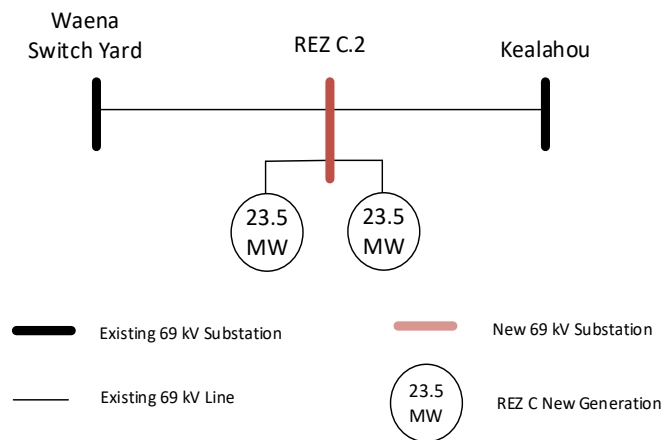 Waena
Switch Yard
REZ C.2
Kealahou
23.5
MW
23.5
MW
Existing 69 kV Substation
New 69 kV Substation
Existing 69 kV Line
23.5
MW
REZ C New Generation